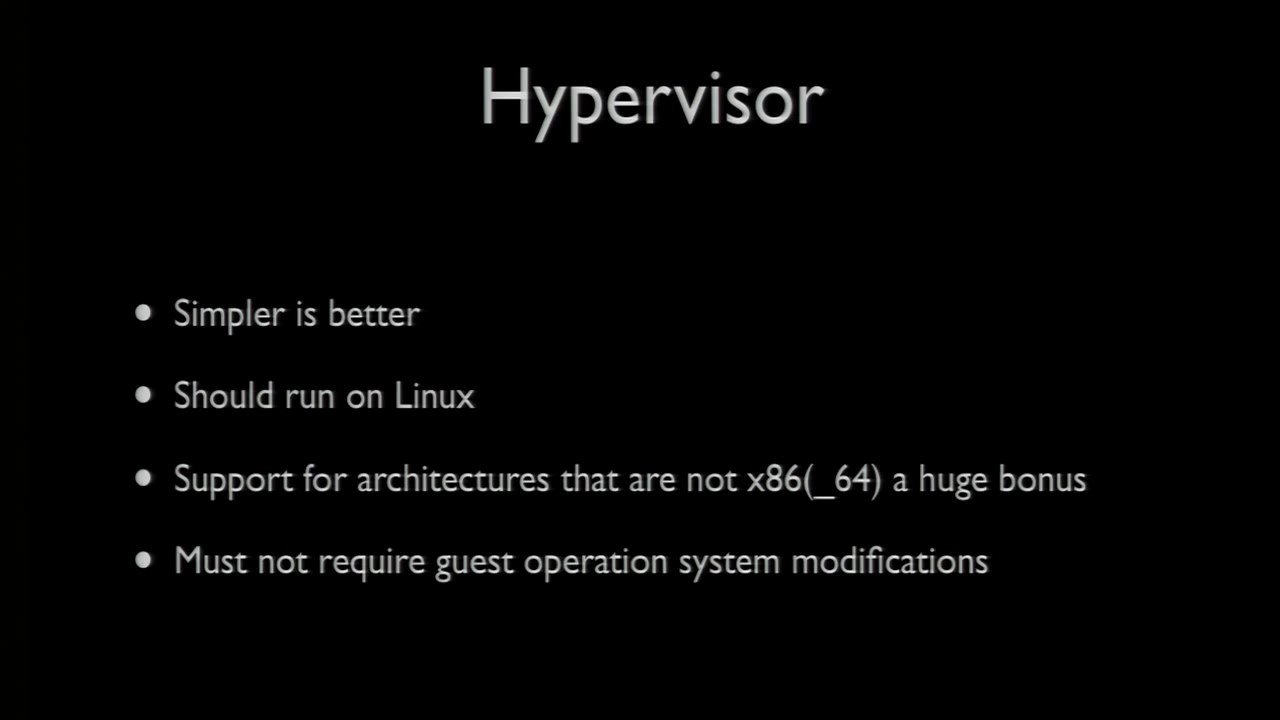 Hypervisor
• Simpler is better
• Should run on Linux
• Support for architectures that are not x86(_64) a huge bonus
• Must not require guest operation system modifications